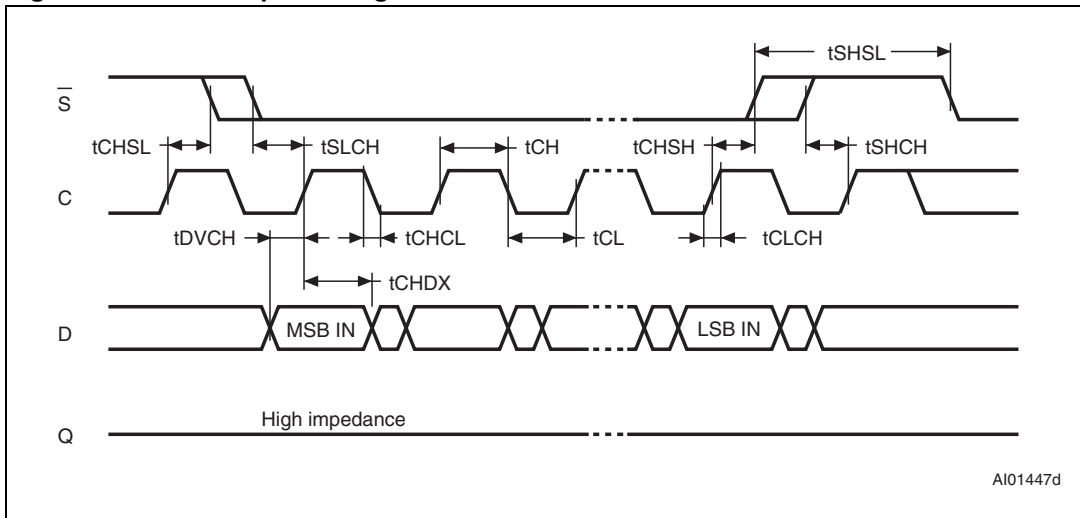 tSHSL
S
tCHSL
tSLCH
tCH
tCHSH
tSHCH
C
tDVCH
tCHCL
tCL
tCLCH
tCHDX
D
MSB IN
LSB IN
High impedance
Q
AI01447d